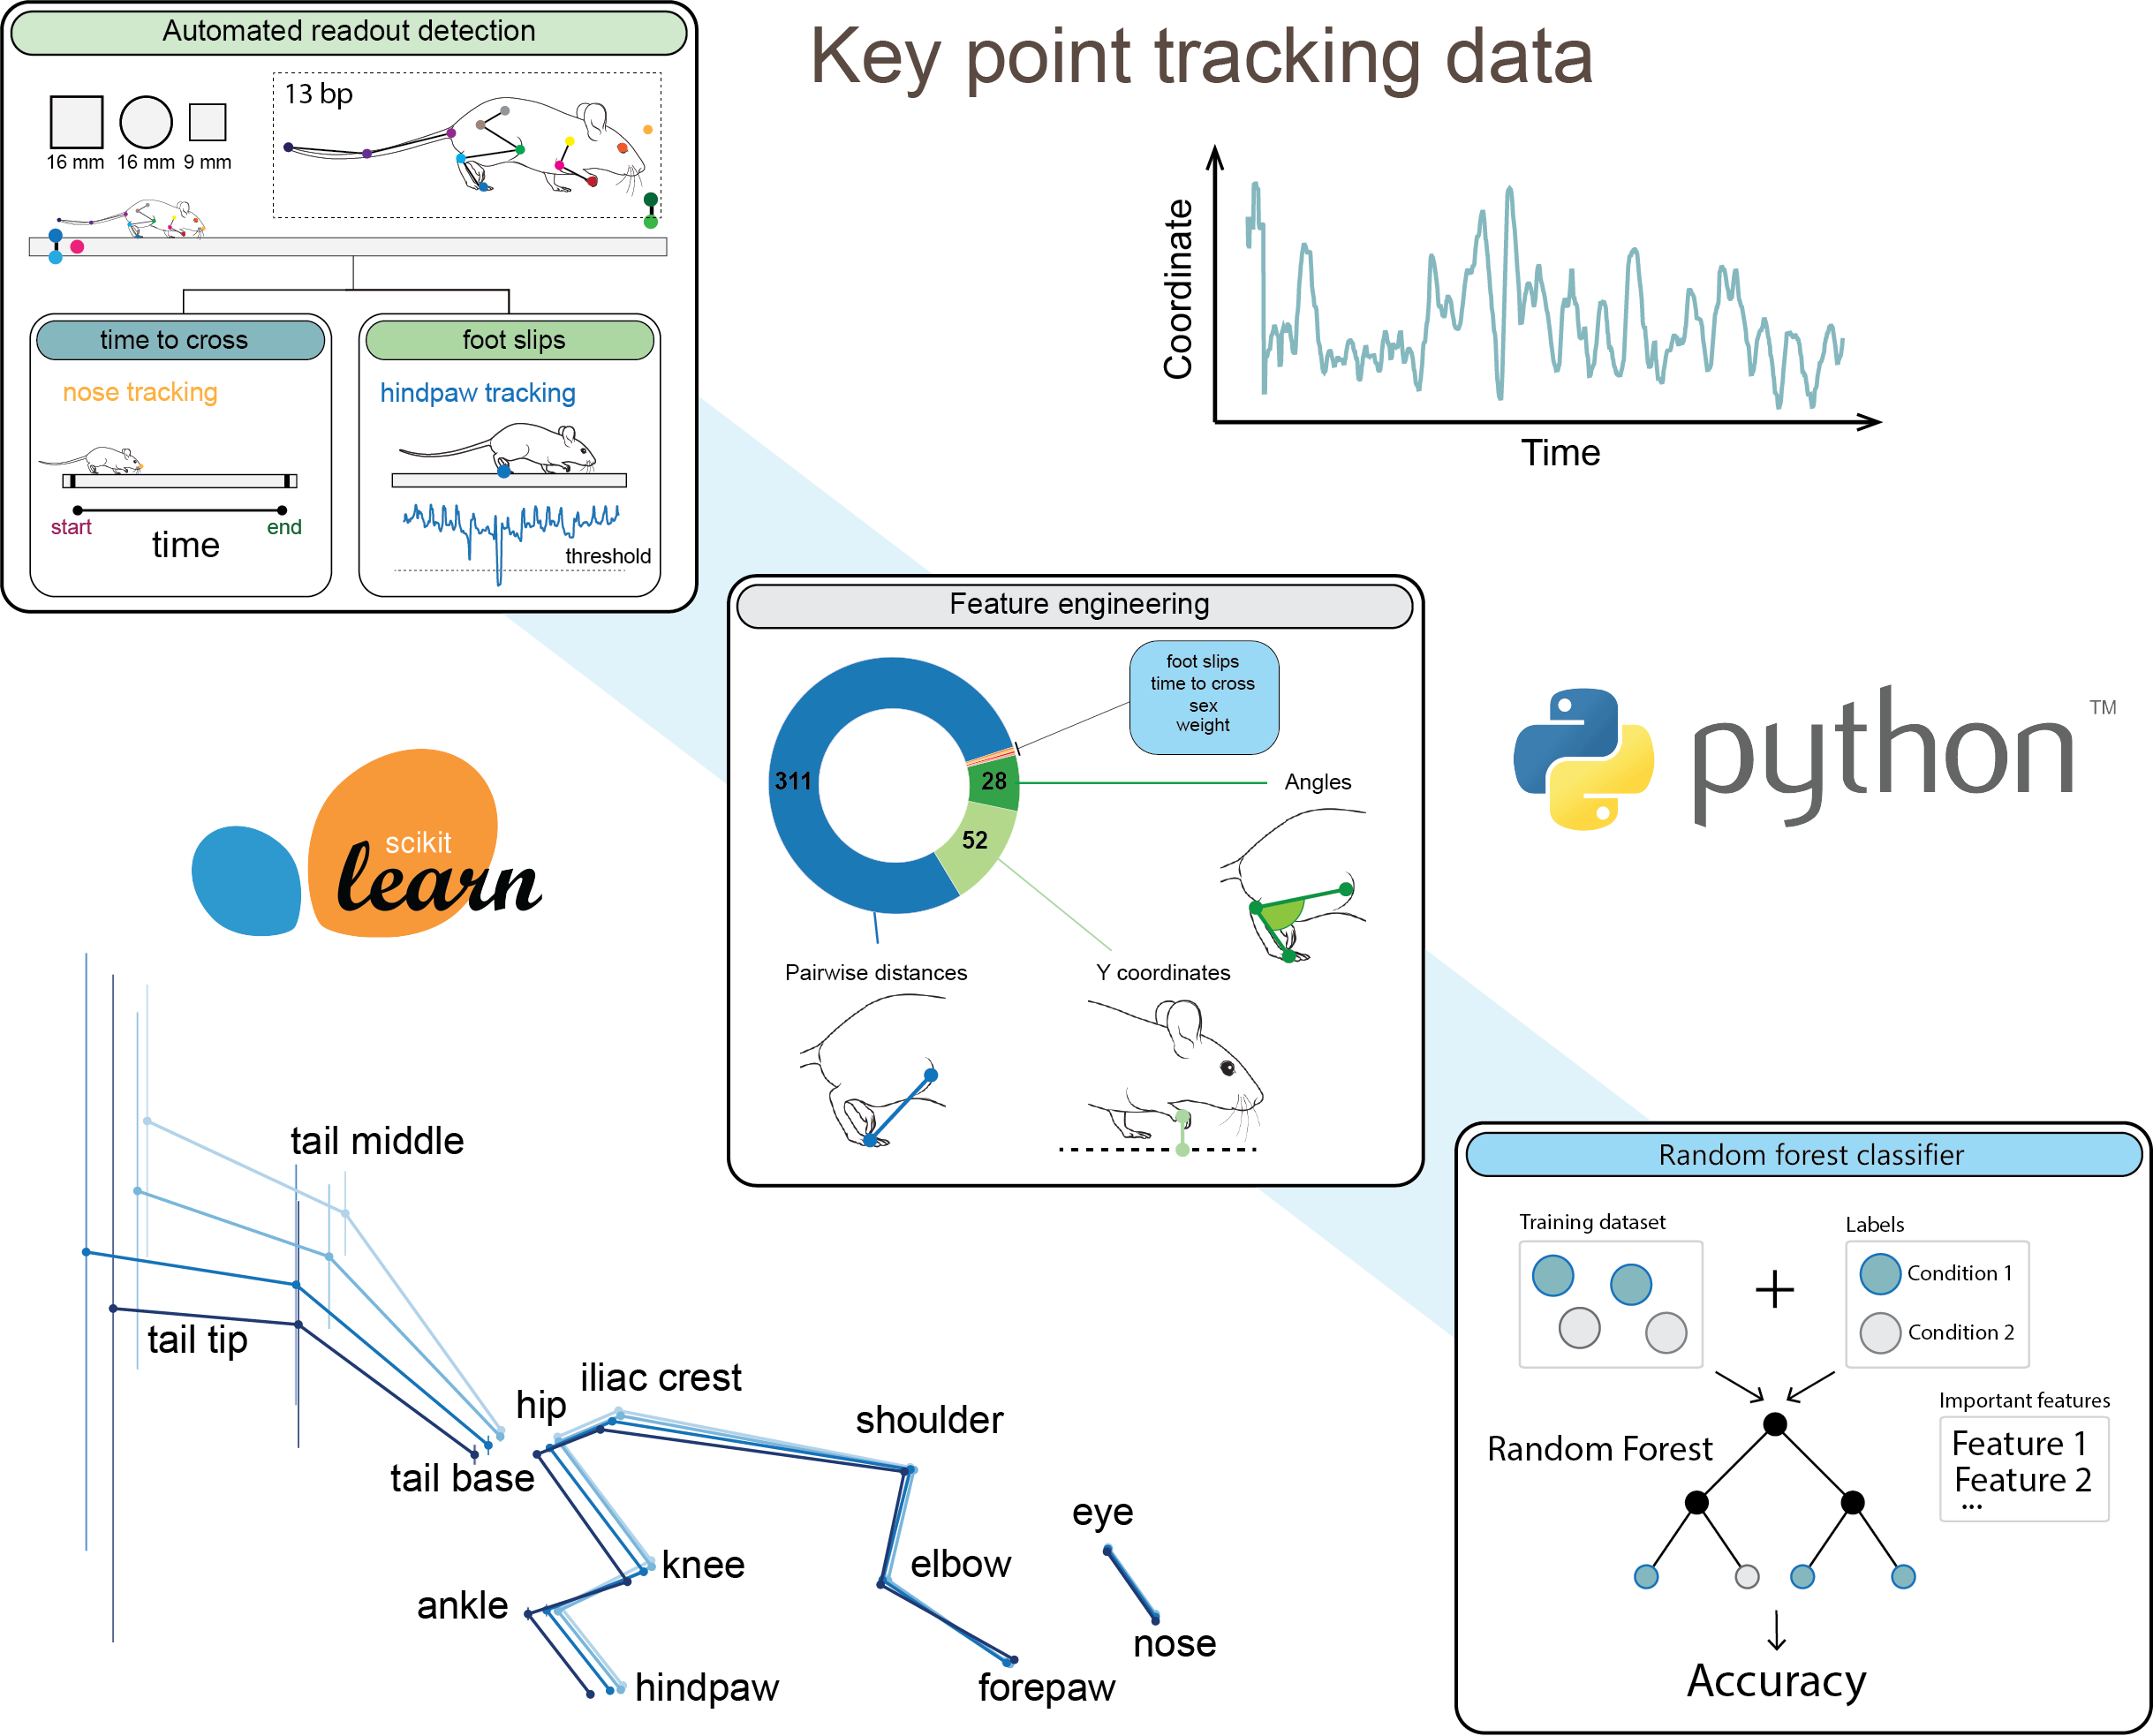 Automated readout detection
Key point tracking data
13 bp
16 mm
16 mm
9 mm
time to cross
nose tracking
start
end
time
foot slips
hindpaw tracking
threshold
Coordinate
Time
Feature engineering
foot slips
time to cross
sex
weight
311
28
52
Angles
Pairwise distances
Y coordinates
python
TM
scikit
learn
tail middle
tail tip
tail base
hip
iliac crest
shoulder
knee
ankle
hindpaw
elbow
forepaw
eye
nose
Random forest classifier
Training dataset
Labels
+
Condition 1
Condition 2
Important features
Feature 1
Feature 2
...
Random Forest
Accuracy